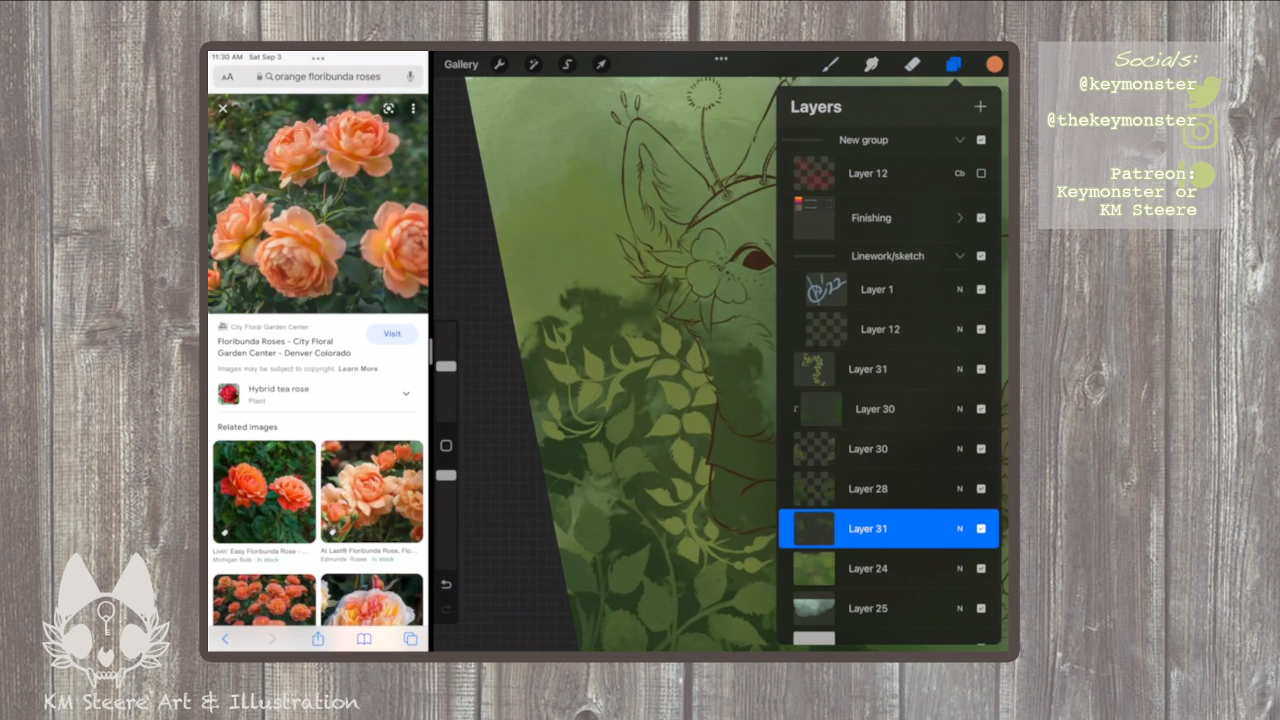 11:30 AM Sat Sep 3
AA
orange floribunda roses
City Floral Garden Center
Floribunda Roses - City Floral
Garden Center - Denver Colorado
Visit
Images may be subject to copyright. Learn More
Hybrid tea rose
Plant
Related images
Livin' Easy Floribunda Rose - ...
Michigan Bulb · In stock
At Last® Floribunda Rose, Flo...
Edmunds' Roses · In stock
Gallery
Layers
New group
Layer 12 Cb
Finishing
Linework/sketch
Layer 1 N
Layer 12 N
Layer 31 N
Layer 30 N
Layer 30 N
Layer 28 N
Layer 31 N
Layer 24 N
Layer 25 N
Socials:
@keymonster
@thekeymonster
Patreon:
Keymonster or
KM Steere
KM Steere Art & Illustration